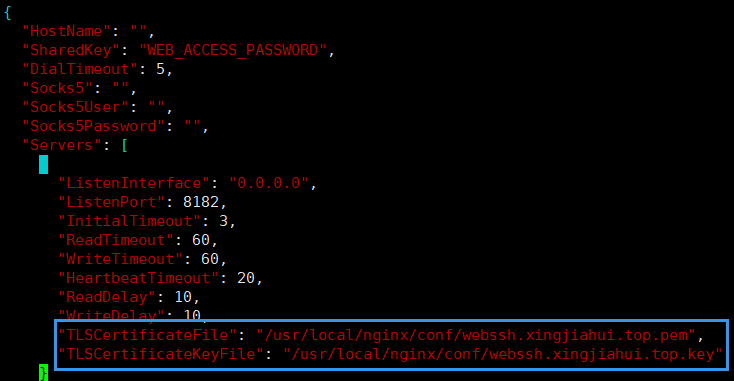 {
"HostName": "",
"SharedKey": "WEB_ACCESS_PASSWORD",
"DialTimeout": 5,
"Socks5": "",
"Socks5User": "",
"Socks5Password": "",
"Servers": [
{
"ListenInterface": "0.0.0.0",
"ListenPort": 8182,
"InitialTimeout": 3,
"ReadTimeout": 60,
"WriteTimeout": 60,
"HeartbeatTimeout": 20,
"ReadDelay": 10,
"WriteDelay": 10,
"TLSCertificateFile": "/usr/local/nginx/conf/webssh.xingjiahui.top.pem",
"TLSCertificateKeyFile": "/usr/local/nginx/conf/webssh.xingjiahui.top.key"
}